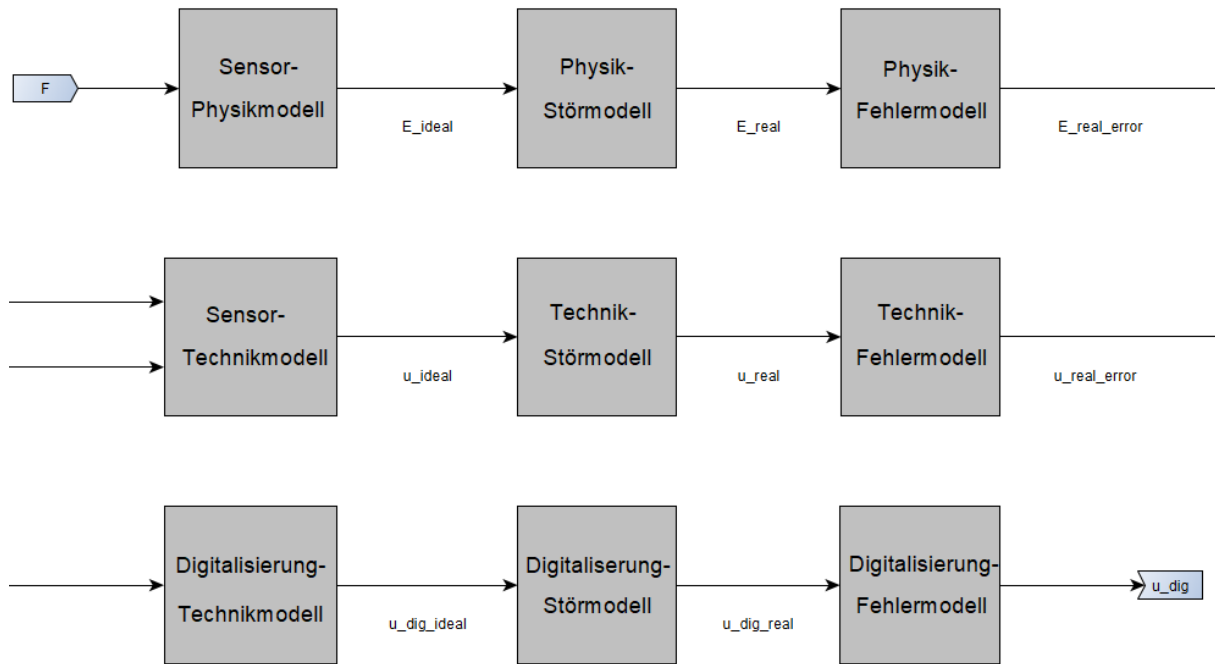 F
Sensor-
Physikmodell
E_ideal
Physik-
Störmodell
E_real
Physik-
Fehlermodell
E_real_error
Sensor-
Technikmodell
u_ideal
Technik-
Störmodell
u_real
Technik-
Fehlermodell
u_real_error
Digitalisierung-
Technikmodell
u_dig_ideal
Digitaliserung-
Störmodell
u_dig_real
Digitalisierung-
Fehlermodell
u_dig